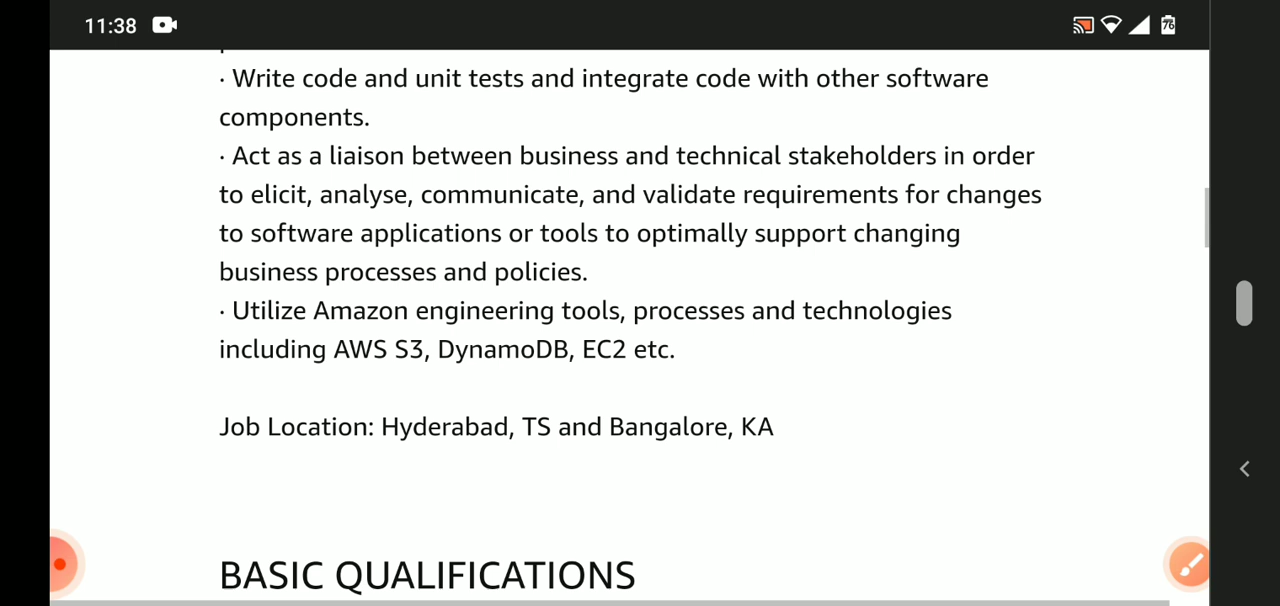 11:38
76
· Write code and unit tests and integrate code with other software
components.
· Act as a liaison between business and technical stakeholders in order
to elicit, analyse, communicate, and validate requirements for changes
to software applications or tools to optimally support changing
business processes and policies.
· Utilize Amazon engineering tools, processes and technologies
including AWS S3, DynamoDB, EC2 etc.
Job Location: Hyderabad, TS and Bangalore, KA
BASIC QUALIFICATIONS